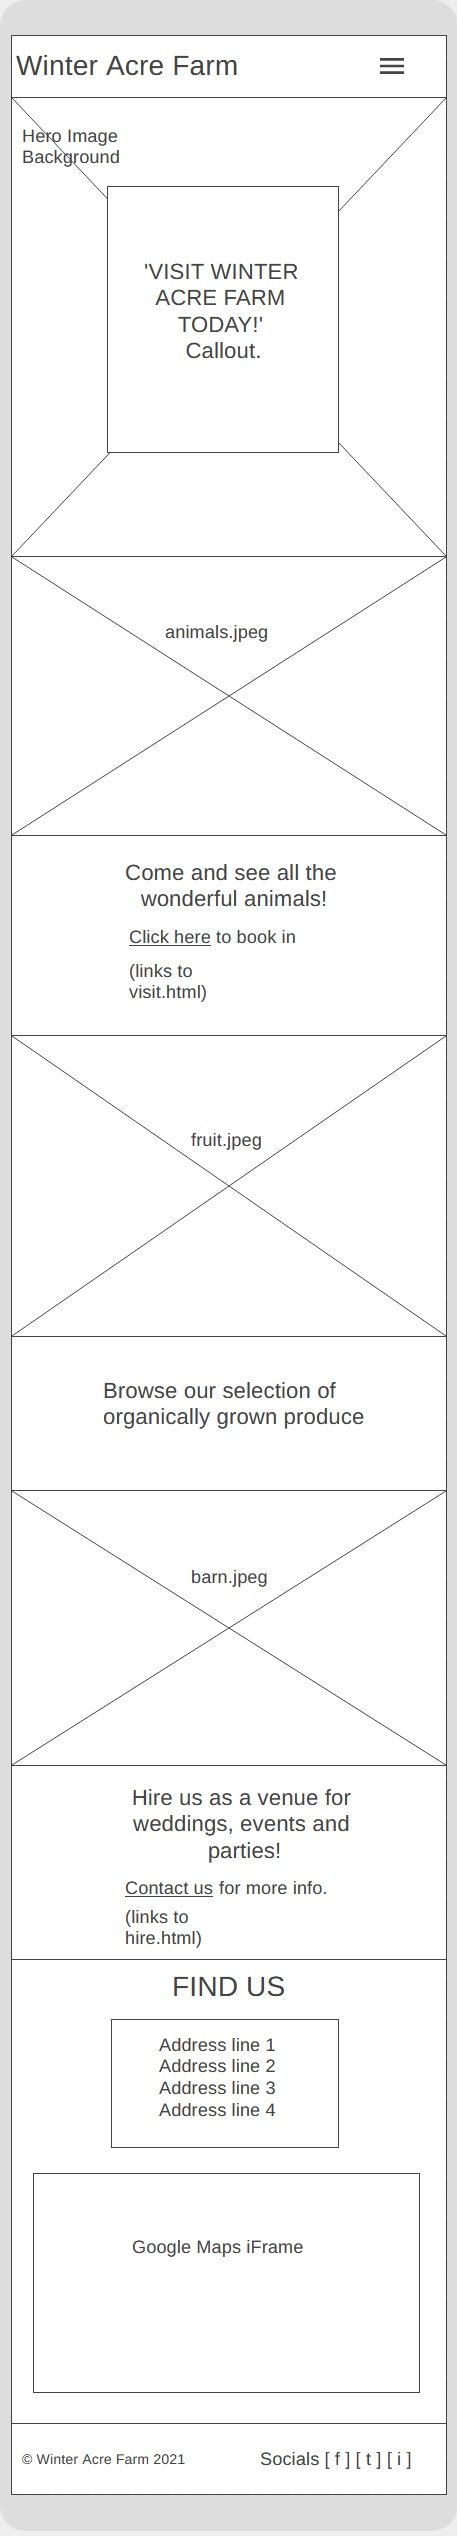 Winter Acre Farm
Hero Image
Background
'VISIT WINTER
ACRE FARM
TODAY!'
Callout.
animals.jpeg
Come and see all the
wonderful animals!
Click here to book in
(links to
visit.html)
fruit.jpeg
Browse our selection of
organically grown produce
barn.jpeg
Hire us as a venue for
weddings, events and
parties!
Contact us for more info.
(links to
hire.html)
FIND US
Address line 1
Address line 2
Address line 3
Address line 4
Google Maps iFrame
© Winter Acre Farm 2021
Socials [ f ] [ t ] [ i ]